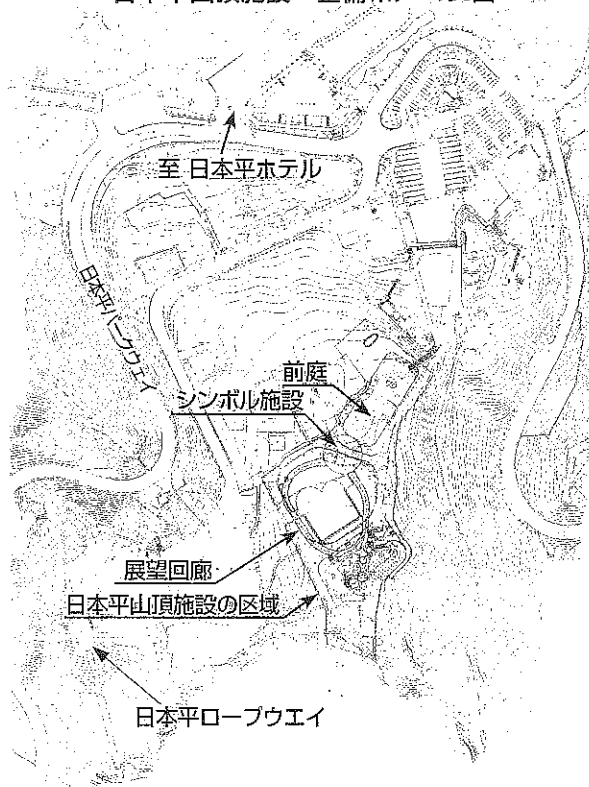 至 日本平ホテル
日本平パークウェイ
前庭
シンボル施設
展望回廊
日本平山頂施設の区域
日本平ロープウエイ